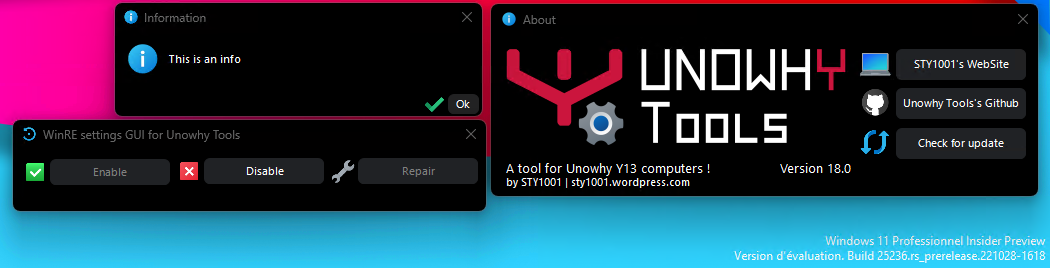 Information
This is an info
Ok
WinRE settings GUI for Unowhy Tools
Enable
Disable
Repair
About
UNOWHY
TOOLS
STY1001's WebSite
Unowhy Tools's Github
Check for update
A tool for Unowhy Y13 computers !
Version 18.0
by STY1001 | sty1001.wordpress.com
Windows 11 Professionnel Insider Preview
Version d'évaluation. Build 25236.rs_prerelease.221028-1618